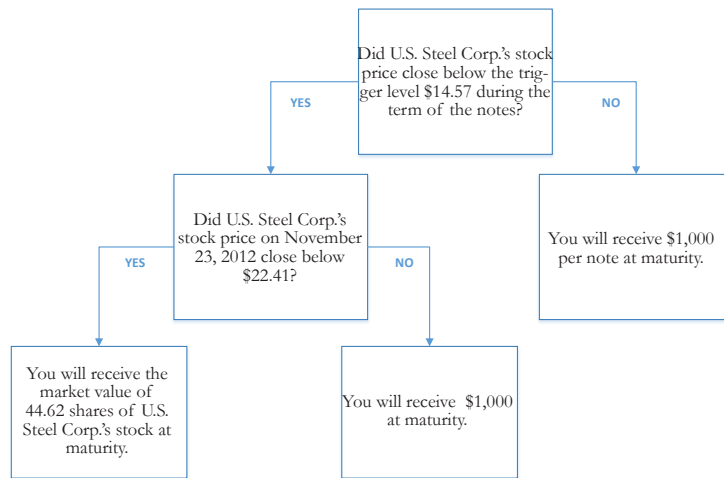 Did U.S. Steel Corp.'s stock
price close below the trig-
ger level $14.57 during the
term of the notes?
YES
NO
Did U.S. Steel Corp.'s
stock price on November
23, 2012 close below
$22.41?
You will receive $1,000
per note at maturity.
YES
NO
You will receive the
market value of
44.62 shares of U.S.
Steel Corp.'s stock at
maturity.
You will receive $1,000
at maturity.